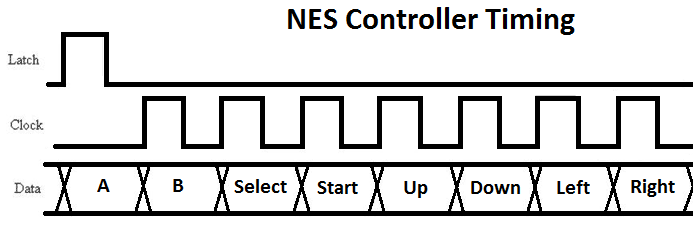 NES Controller Timing
Latch
Clock
Data A B Select Start Up Down Left Right